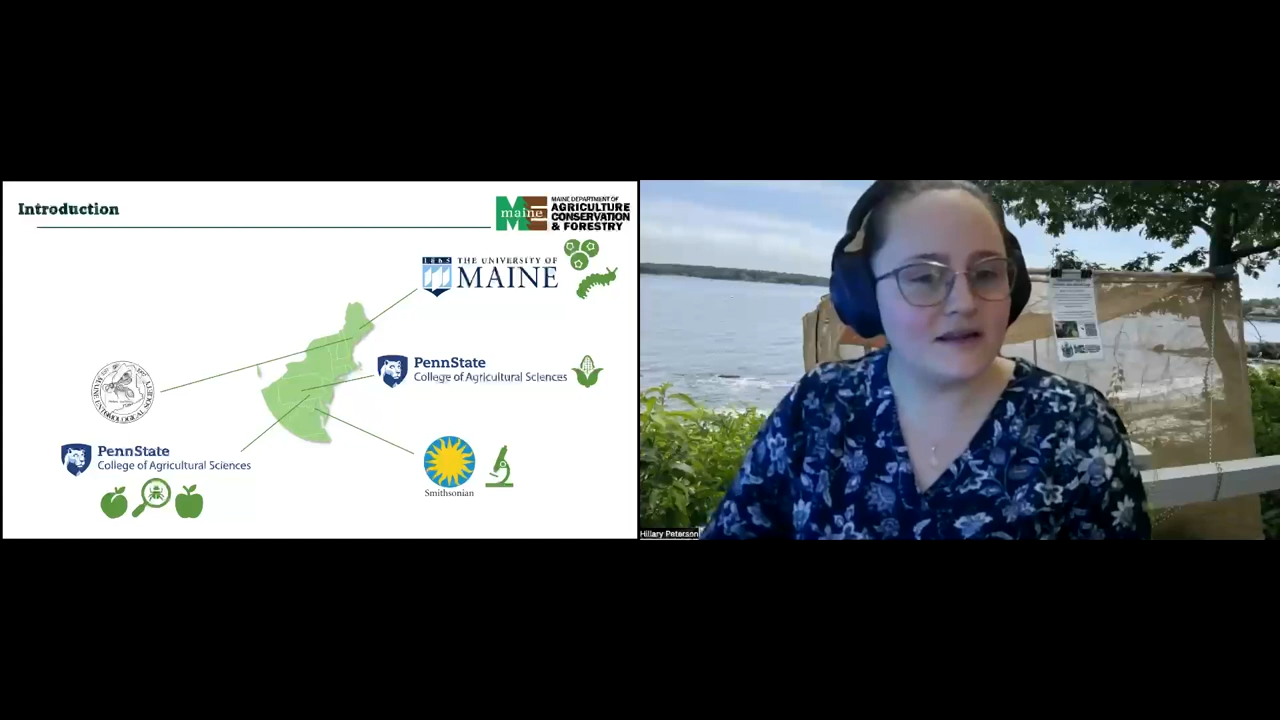 Introduction
maine
MAINE DEPARTMENT OF
AGRICULTURE
CONSERVATION
& FORESTRY
1865
THE UNIVERSITY OF
MAINE
PennState
College of Agricultural Sciences
PennState
College of Agricultural Sciences
Smithsonian
Hillary Peterson